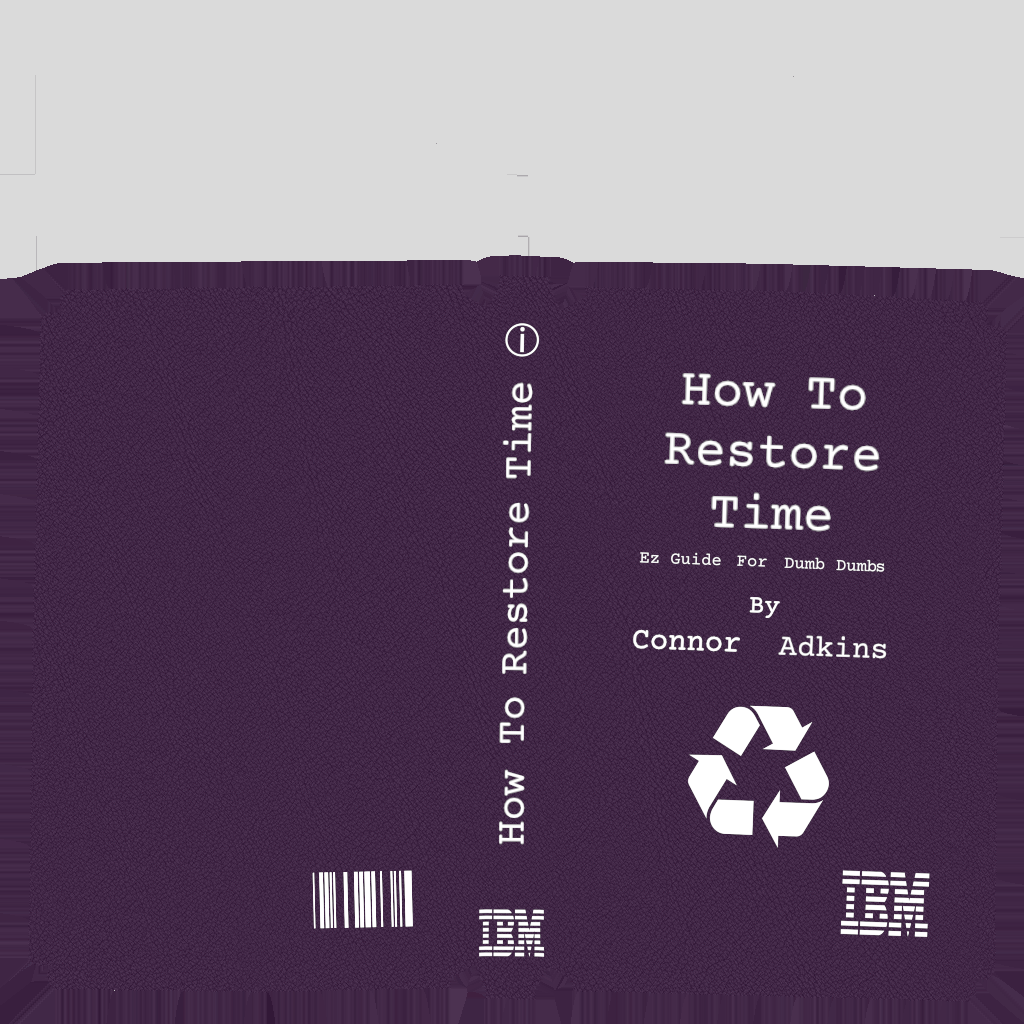 How To Restore Time
IBM
How To
Restore
Time
Ez Guide For Dumb Dumbs
By
Connor Adkins
IBM